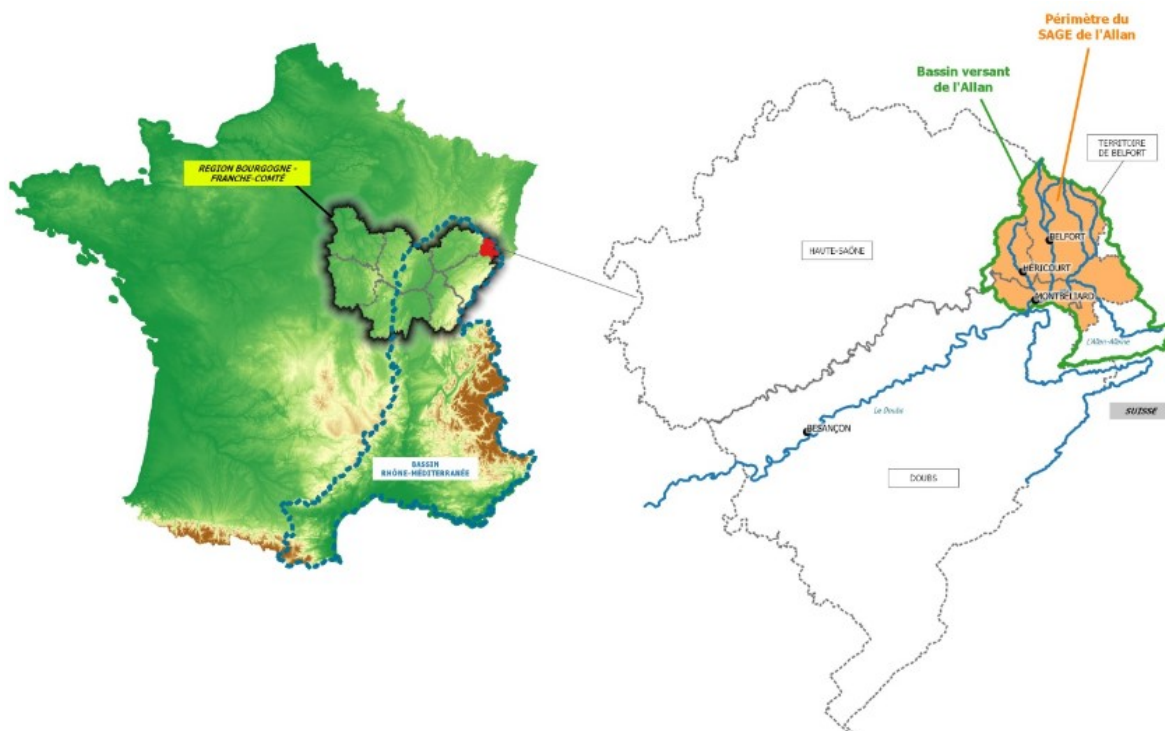 REGION BOURGOGNE -
FRANCHE-COMTÉ
BASSIN
RHÔNE-MÉDITERRANÉE
Périmètre du
SAGE de l'Allan
Bassin versant
de l'Allan
TERRITOIRE
DE BELFORT
HAUTE-SAÔNE
BELFORT
HÉRICOURT
MONTBÉLIARD
L'Allan-Allaine
Le Doubs
SUISSE
BESANÇON
DOUBS